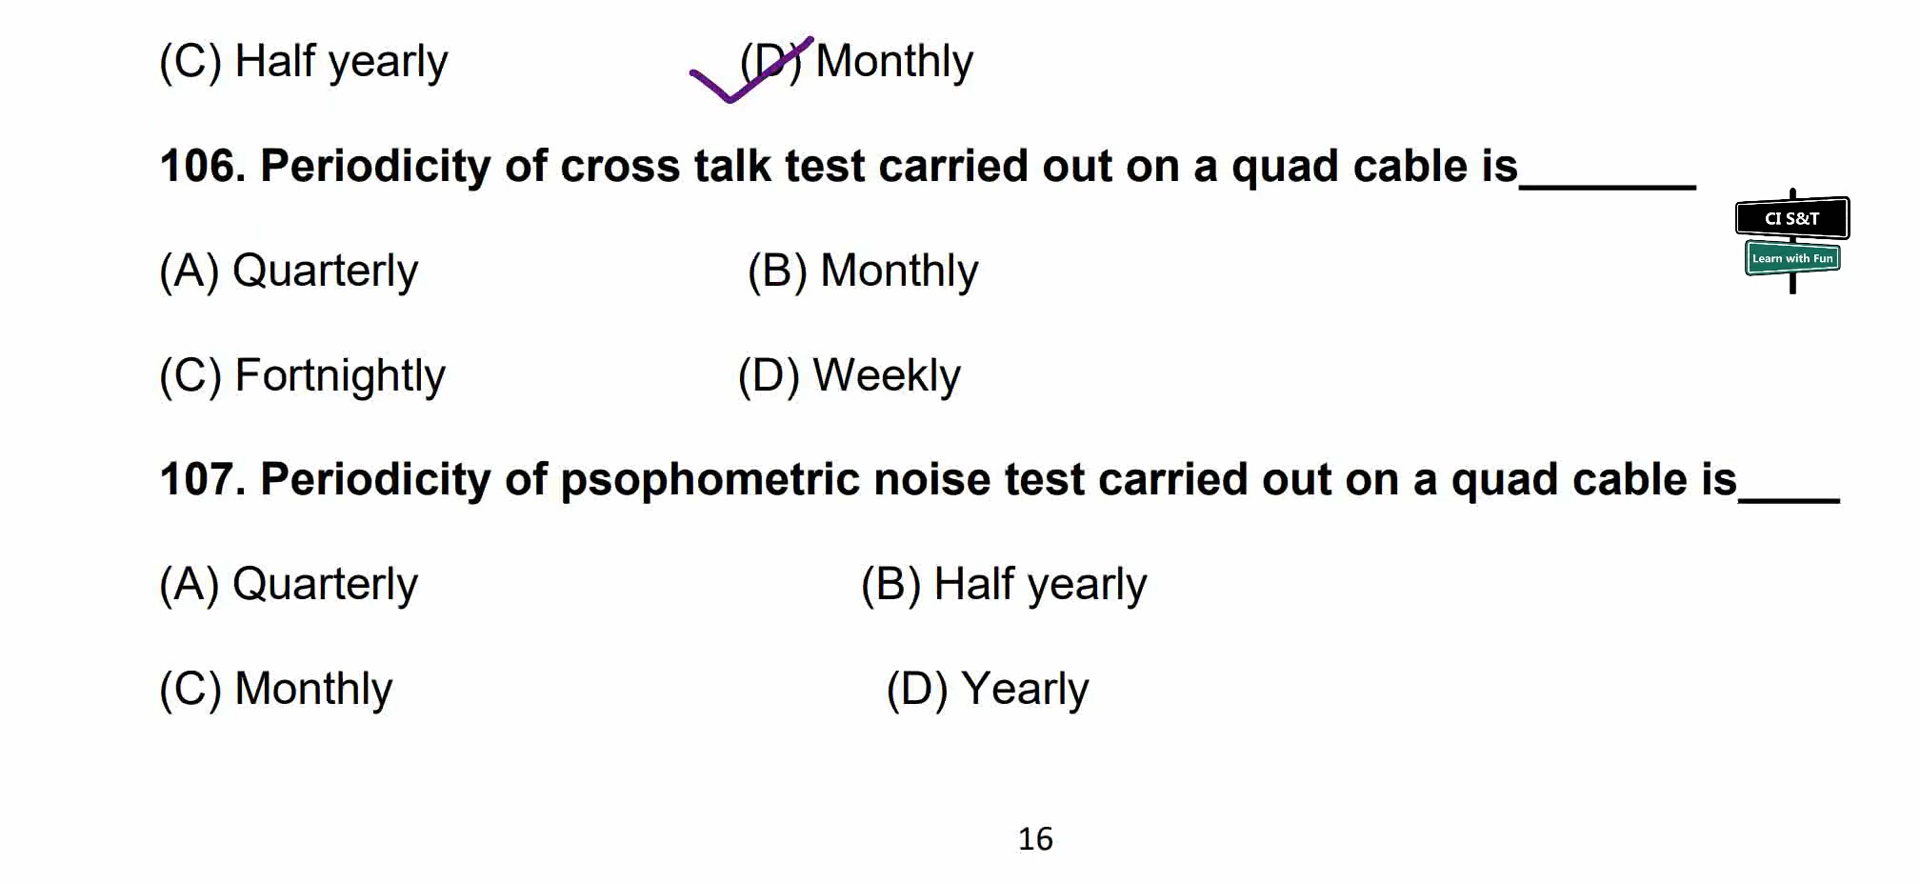 (C) Half yearly (D) Monthly
106. Periodicity of cross talk test carried out on a quad cable is_______
CI S&T
Learn with Fun
(A) Quarterly (B) Monthly
(C) Fortnightly (D) Weekly
107. Periodicity of psophometric noise test carried out on a quad cable is____
(A) Quarterly (B) Half yearly
(C) Monthly (D) Yearly
16